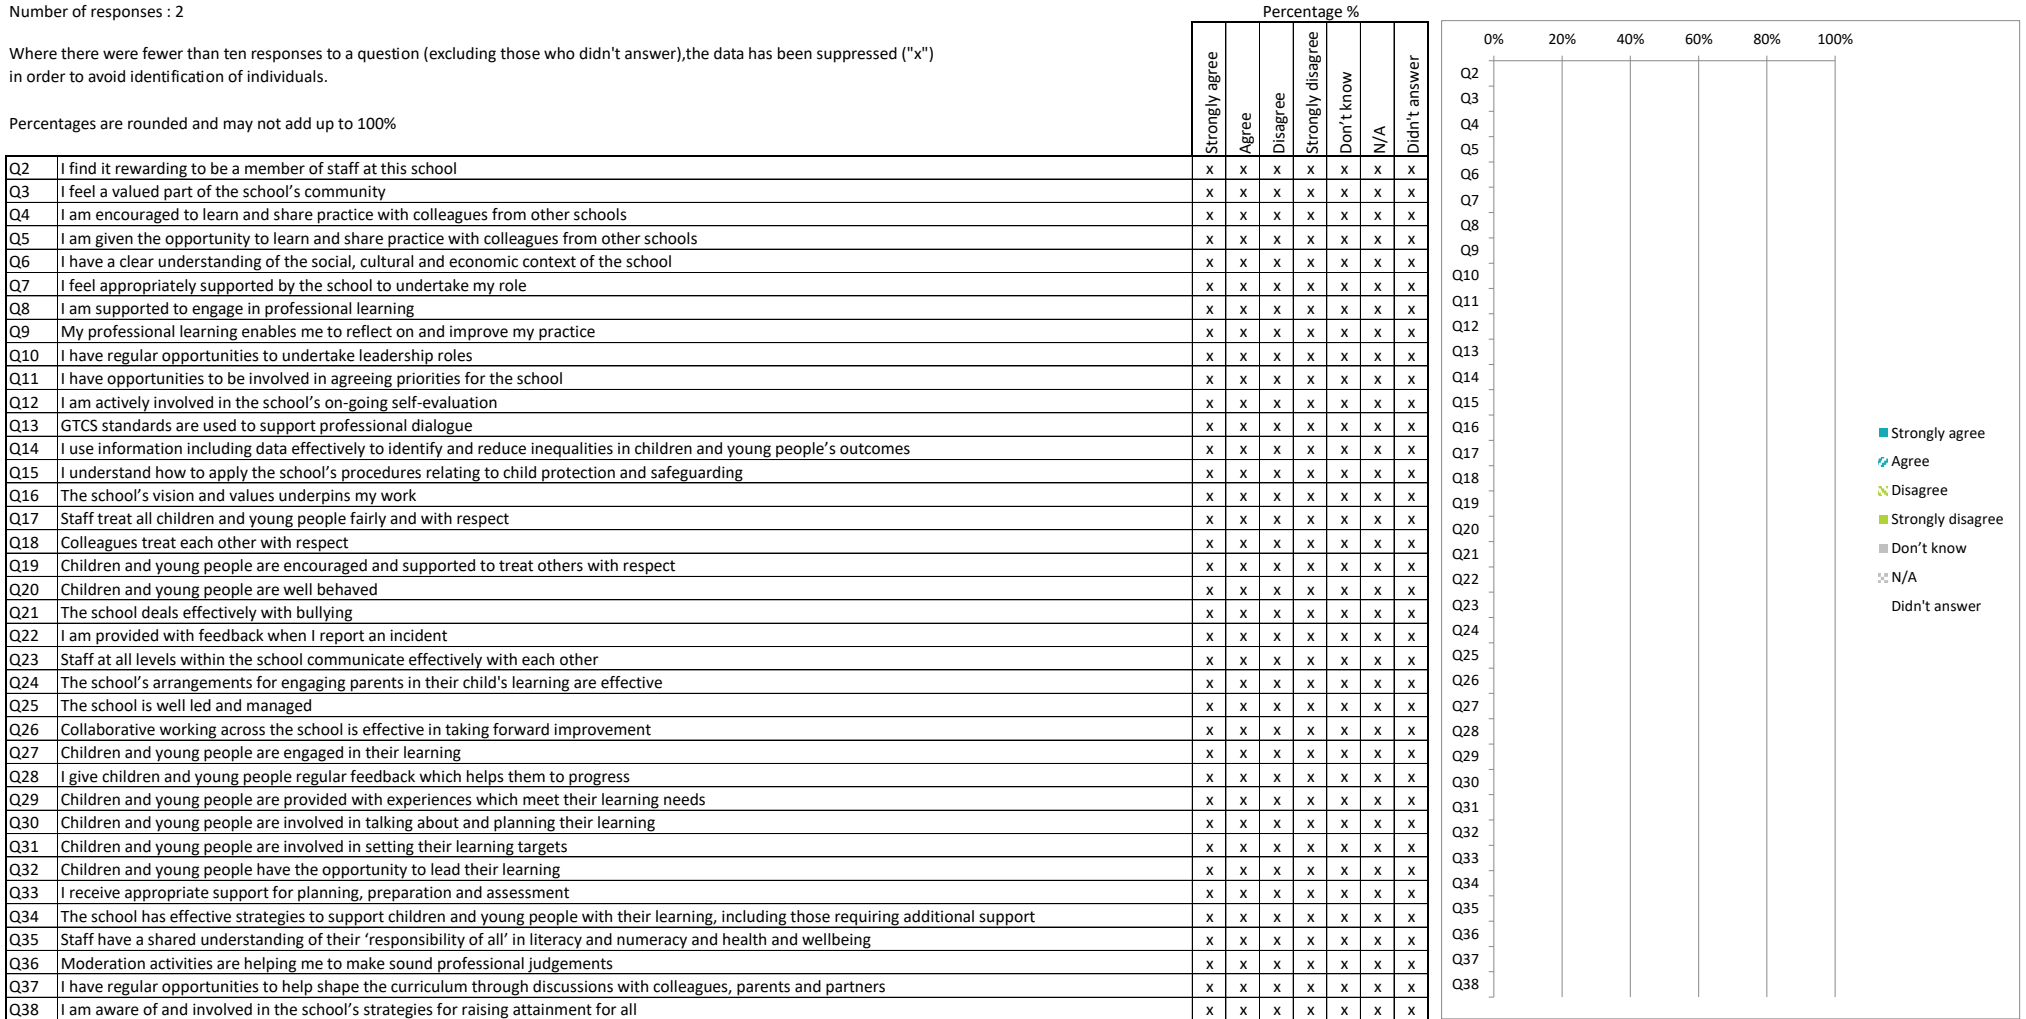 Number of responses : 2
Percentage %
Where there were fewer than ten responses to a question (excluding those who didn't answer),the data has been suppressed ("x")
in order to avoid identification of individuals.
Percentages are rounded and may not add up to 100%
Strongly agree
Agree
Disagree
Strongly disagree
Don't know
N/A
Didn't answer
Q2 I find it rewarding to be a member of staff at this school x x x x x x x
Q3 I feel a valued part of the school’s community x x x x x x x
Q4 I am encouraged to learn and share practice with colleagues from other schools x x x x x x x
Q5 I am given the opportunity to learn and share practice with colleagues from other schools x x x x x x x
Q6 I have a clear understanding of the social, cultural and economic context of the school x x x x x x x
Q7 I feel appropriately supported by the school to undertake my role x x x x x x x
Q8 I am supported to engage in professional learning x x x x x x x
Q9 My professional learning enables me to reflect on and improve my practice x x x x x x x
Q10 I have regular opportunities to undertake leadership roles x x x x x x x
Q11 I have opportunities to be involved in agreeing priorities for the school x x x x x x x
Q12 I am actively involved in the school’s on-going self-evaluation x x x x x x x
Q13 GTCS standards are used to support professional dialogue x x x x x x x
Q14 I use information including data effectively to identify and reduce inequalities in children and young people’s outcomes x x x x x x x
Q15 I understand how to apply the school’s procedures relating to child protection and safeguarding x x x x x x x
Q16 The school’s vision and values underpins my work x x x x x x x
Q17 Staff treat all children and young people fairly and with respect x x x x x x x
Q18 Colleagues treat each other with respect x x x x x x x
Q19 Children and young people are encouraged and supported to treat others with respect x x x x x x x
Q20 Children and young people are well behaved x x x x x x x
Q21 The school deals effectively with bullying x x x x x x x
Q22 I am provided with feedback when I report an incident x x x x x x x
Q23 Staff at all levels within the school communicate effectively with each other x x x x x x x
Q24 The school’s arrangements for engaging parents in their child's learning are effective x x x x x x x
Q25 The school is well led and managed x x x x x x x
Q26 Collaborative working across the school is effective in taking forward improvement x x x x x x x
Q27 Children and young people are engaged in their learning x x x x x x x
Q28 I give children and young people regular feedback which helps them to progress x x x x x x x
Q29 Children and young people are provided with experiences which meet their learning needs x x x x x x x
Q30 Children and young people are involved in talking about and planning their learning x x x x x x x
Q31 Children and young people are involved in setting their learning targets x x x x x x x
Q32 Children and young people have the opportunity to lead their learning x x x x x x x
Q33 I receive appropriate support for planning, preparation and assessment x x x x x x x
Q34 The school has effective strategies to support children and young people with their learning, including those requiring additional support x x x x x x x
Q35 Staff have a shared understanding of their ‘responsibility of all’ in literacy and numeracy and health and wellbeing x x x x x x x
Q36 Moderation activities are helping me to make sound professional judgements x x x x x x x
Q37 I have regular opportunities to help shape the curriculum through discussions with colleagues, parents and partners x x x x x x x
Q38 I am aware of and involved in the school’s strategies for raising attainment for all x x x x x x x
0% 20% 40% 60% 80% 100%
Q2
Q3
Q4
Q5
Q6
Q7
Q8
Q9
Q10
Q11
Q12
Q13
Q14
Q15
Q16
Q17
Q18
Q19
Q20
Q21
Q22
Q23
Q24
Q25
Q26
Q27
Q28
Q29
Q30
Q31
Q32
Q33
Q34
Q35
Q36
Q37
Q38
Strongly agree
Agree
Disagree
Strongly disagree
Don’t know
N/A
Didn't answer